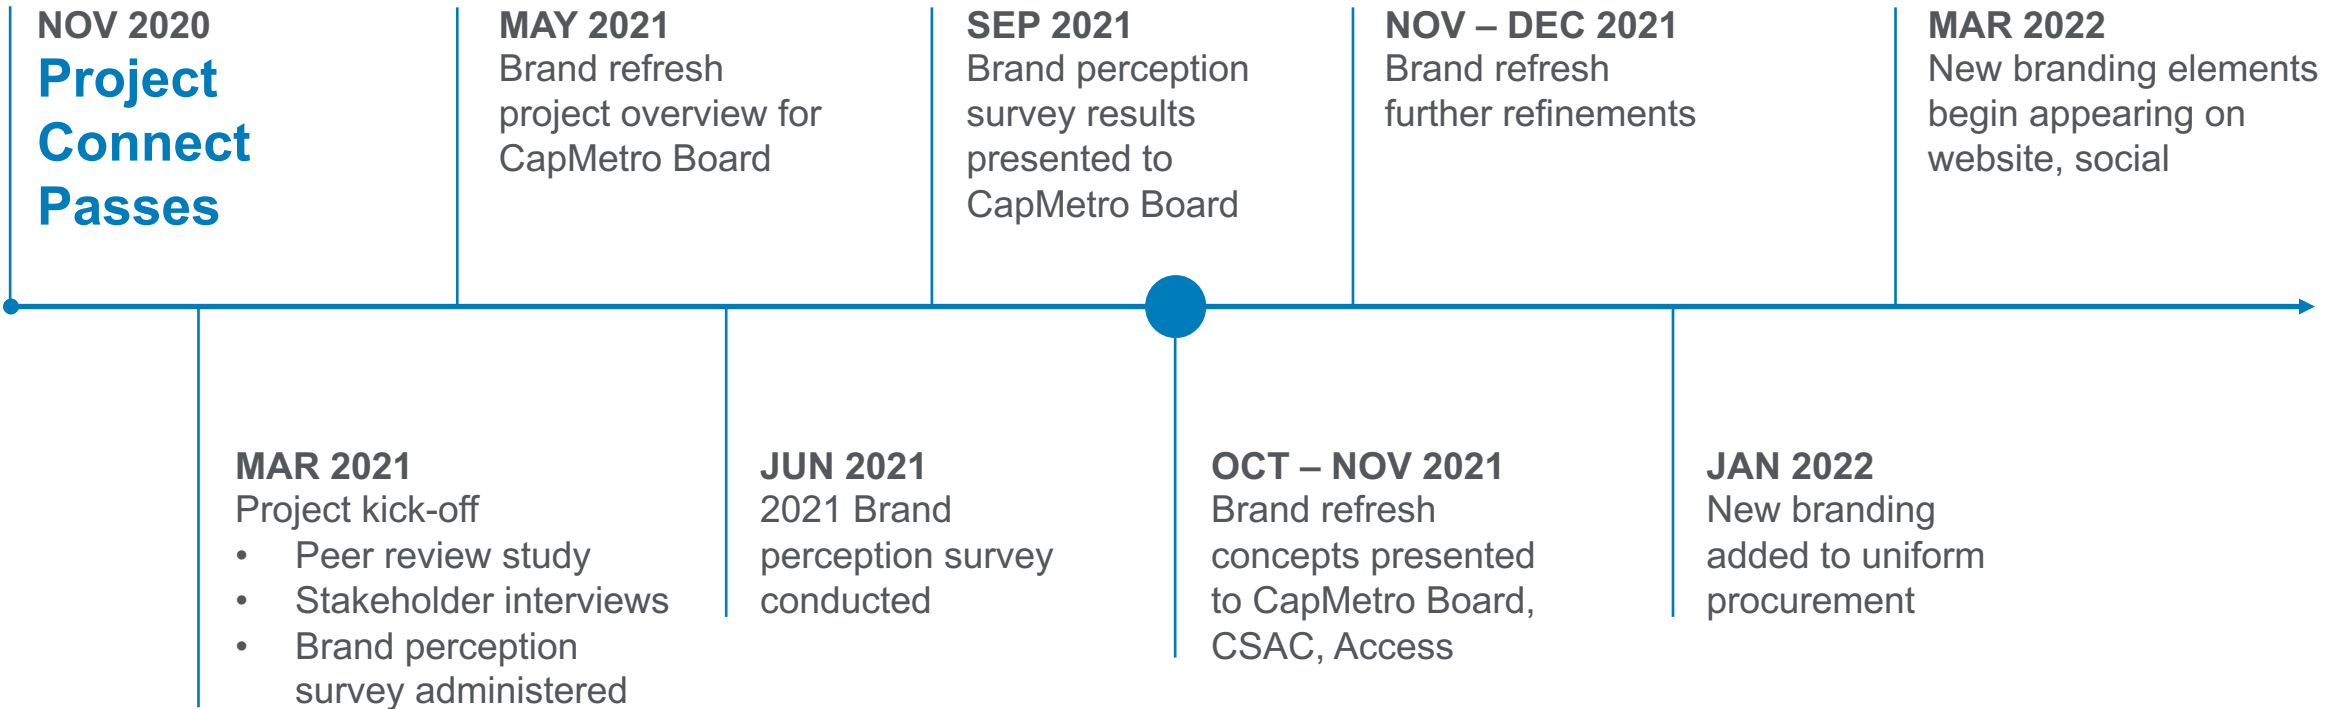 NOV 2020
Project
Connect
Passes
MAY 2021
Brand refresh
project overview for
CapMetro Board
SEP 2021
Brand perception
survey results
presented to
CapMetro Board
NOV – DEC 2021
Brand refresh
further refinements
MAR 2022
New branding elements
begin appearing on
website, social
MAR 2021
Project kick-off
• Peer review study
• Stakeholder interviews
• Brand perception
survey administered
JUN 2021
2021 Brand
perception survey
conducted
OCT – NOV 2021
Brand refresh
concepts presented
to CapMetro Board,
CSAC, Access
JAN 2022
New branding
added to uniform
procurement